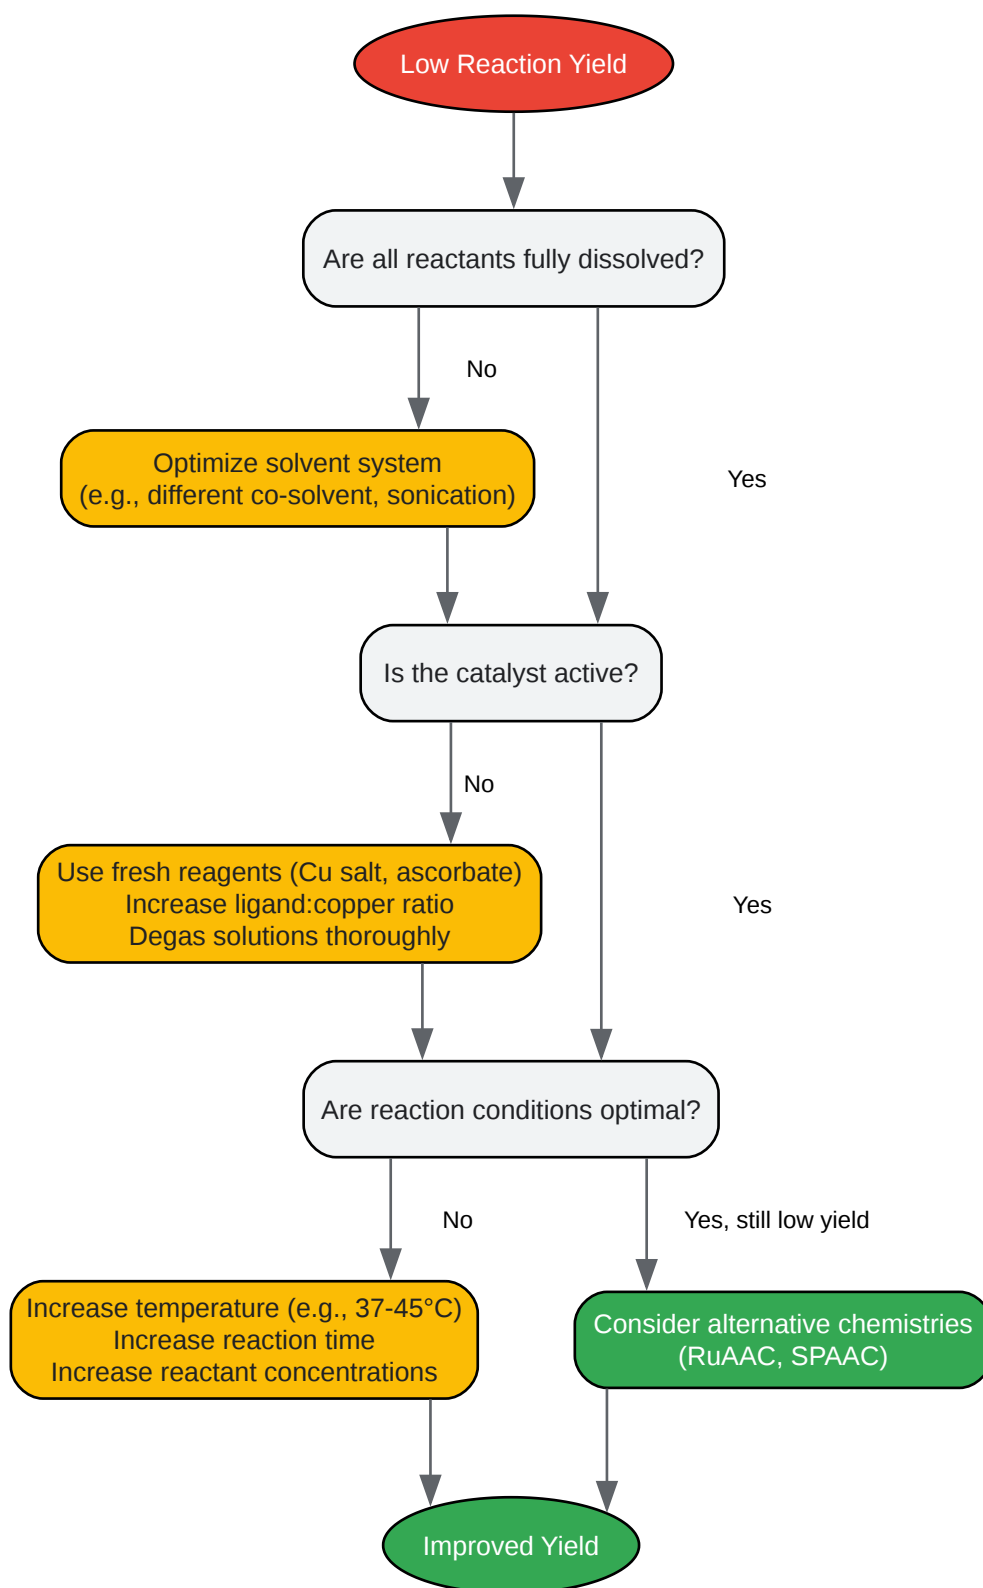 Low Reaction Yield
Are all reactants fully dissolved?
No
Optimize solvent system
(e.g., different co-solvent, sonication)
Yes
Is the catalyst active?
No
Use fresh reagents (Cu salt, ascorbate)
Increase ligand:copper ratio
Degas solutions thoroughly
Yes
Are reaction conditions optimal?
No
Yes, still low yield
Increase temperature (e.g., 37-45°C)
Increase reaction time
Increase reactant concentrations
Consider alternative chemistries
(RuAAC, SPAAC)
Improved Yield